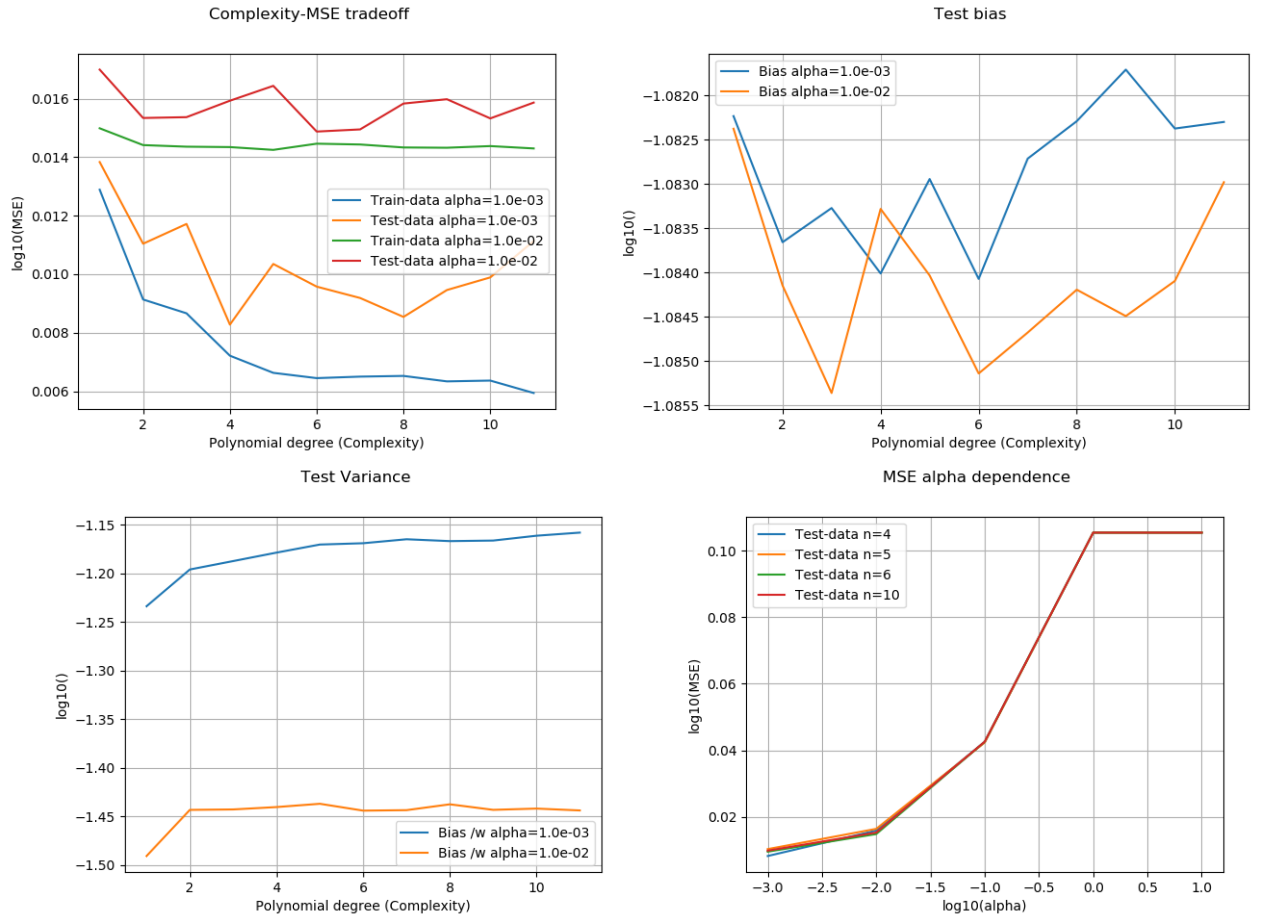 Complexity-MSE tradeoff
0.016
0.014
0.012
0.010
0.008
0.006
log10(MSE)
Train-data alpha=1.0e-03
Test-data alpha=1.0e-03
Train-data alpha=1.0e-02
Test-data alpha=1.0e-02
2 4 6 8 10
Polynomial degree (Complexity)
Test bias
Bias alpha=1.0e-03
Bias alpha=1.0e-02
−1.0820
−1.0825
−1.0830
−1.0835
−1.0840
−1.0845
−1.0850
−1.0855
log10()
2 4 6 8 10
Polynomial degree (Complexity)
Test Variance
−1.15
−1.20
−1.25
−1.30
−1.35
−1.40
−1.45
−1.50
log10()
Bias /w alpha=1.0e-03
Bias /w alpha=1.0e-02
2 4 6 8 10
Polynomial degree (Complexity)
MSE alpha dependence
Test-data n=4
Test-data n=5
Test-data n=6
Test-data n=10
0.10
0.08
0.06
0.04
0.02
log10(MSE)
−3.0 −2.5 −2.0 −1.5 −1.0 −0.5 0.0 0.5 1.0
log10(alpha)